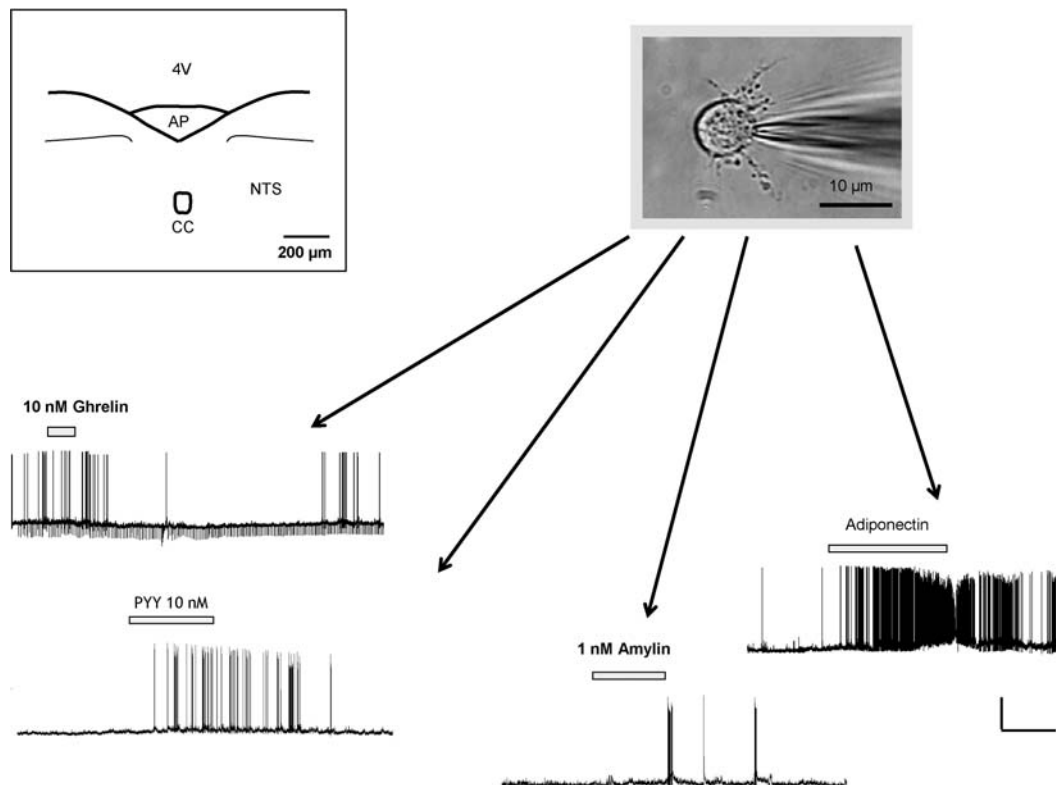 4V
AP
NTS
CC
200 µm
10 µm
10 nM Ghrelin
PYY 10 nM
1 nM Amylin
Adiponectin